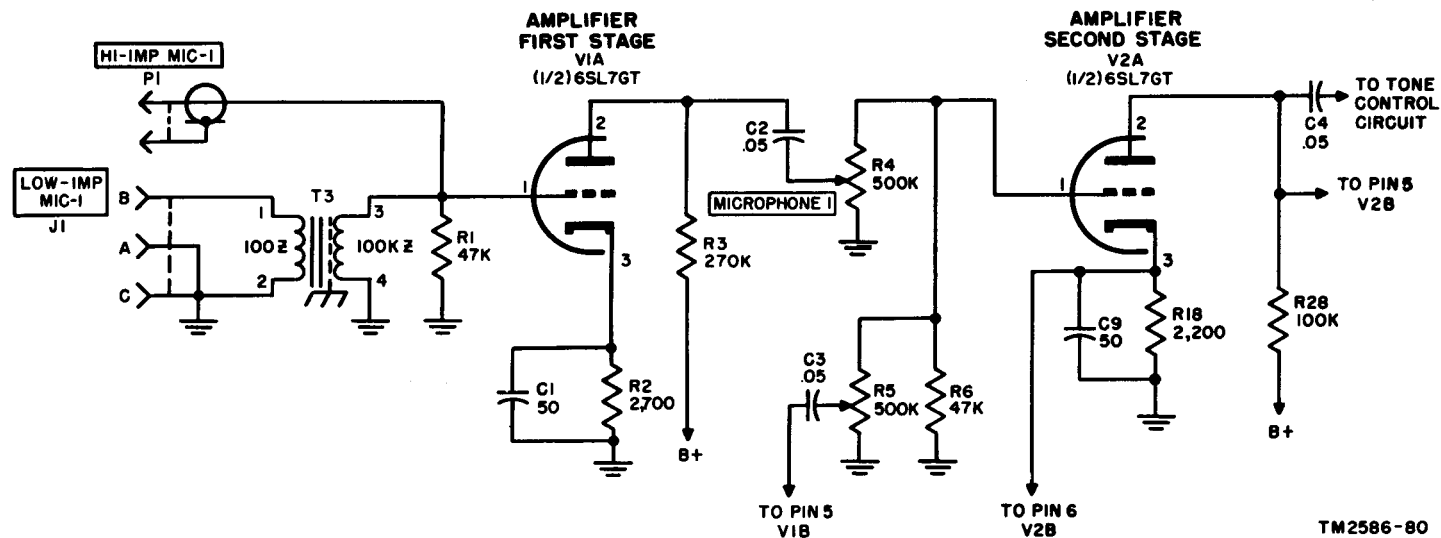 AMPLIFIER
FIRST STAGE
V1A
(1/2) 6SL7GT
AMPLIFIER
SECOND STAGE
V2A
(1/2) 6SL7GT
HI-IMP MIC-1
P1
LOW-IMP
MIC-1
J1
B
A
C
T3
1
2
3
4
100 Z
100K Z
R1
47K
1
2
3
C1
50
R2
2,700
R3
270K
B+
C2
.05
MICROPHONE 1
R4
500K
C3
.05
R5
500K
R6
47K
TO PIN 5
V1B
1
2
3
C9
50
R18
2,200
TO PIN 6
V2B
C4
.05
TO TONE
CONTROL
CIRCUIT
TO PIN 5
V2B
R28
100K
B+
TM2586-80